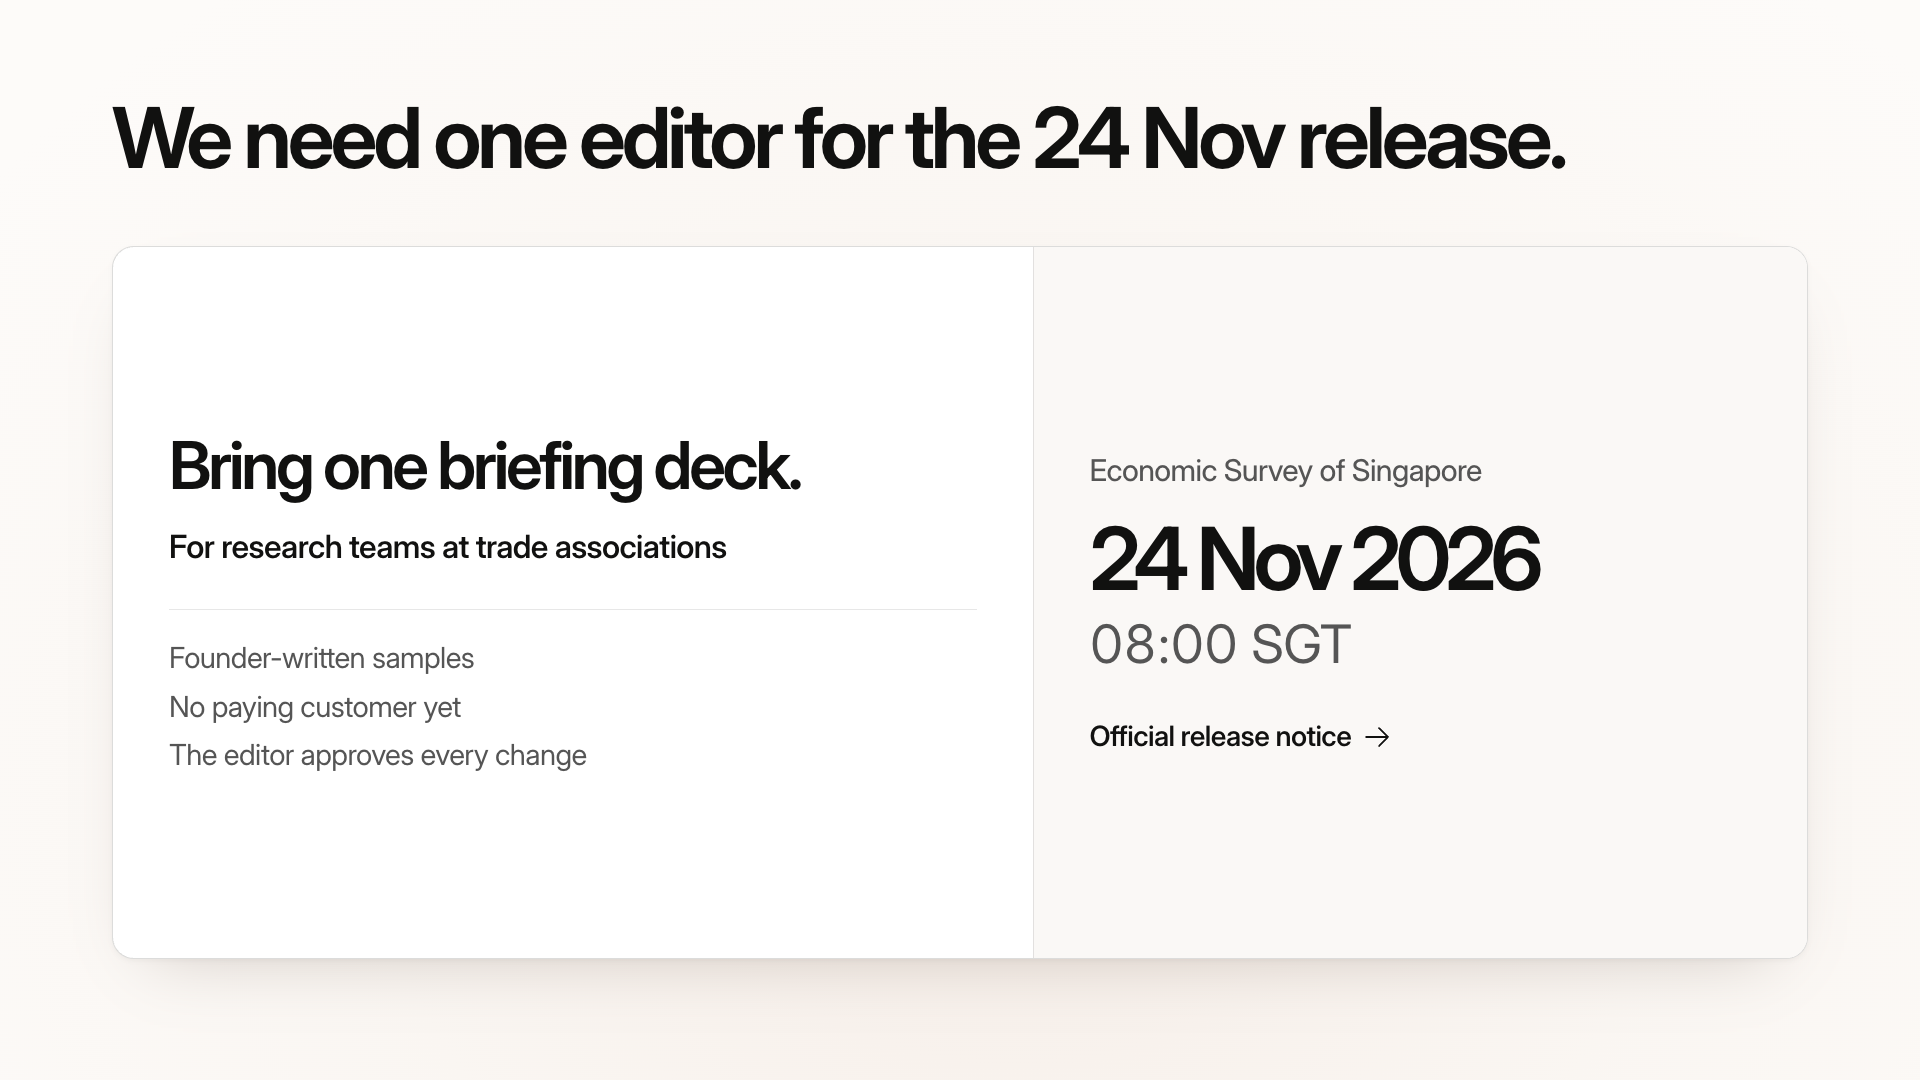 We need one editor for the 24 Nov release.
Bring one briefing deck.
For research teams at trade associations
Founder-written samples
No paying customer yet
The editor approves every change
Economic Survey of Singapore
24 Nov 2026
08:00 SGT
Official release notice →